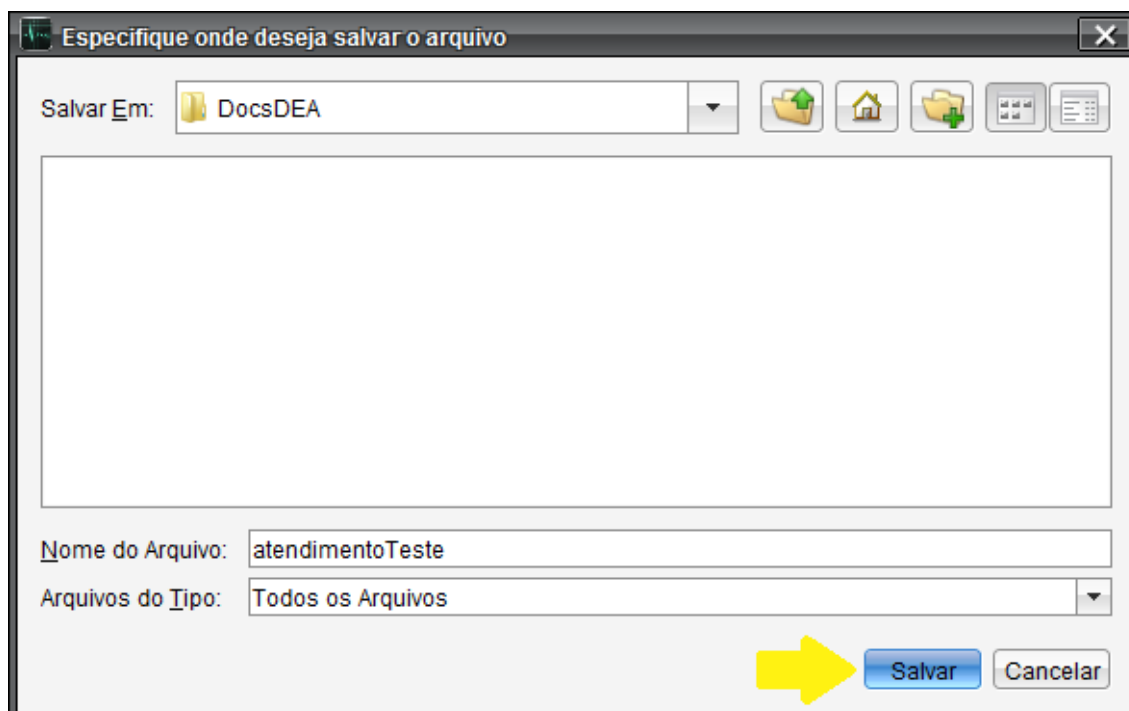 Especifique onde deseja salvar o arquivo
Salvar Em: DocsDEA
Nome do Arquivo: atendimentoTeste
Arquivos do Tipo: Todos os Arquivos
Salvar Cancelar